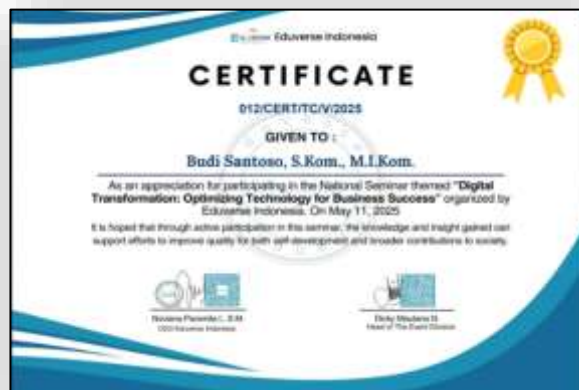 Eduverse Indonesia
CERTIFICATE
012/CERT/TC/V/2025
GIVEN TO :
Budi Santoso, S.Kom., M.I.Kom.
As an appreciation for participating in the National Seminar themed "Digital
Transformation: Optimizing Technology for Business Success" organized by
Eduverse Indonesia. On May 11, 2025
It is hoped that through active participation in this seminar, the knowledge and insight gained can
support efforts to improve quality for both self-development and broader contributions to society.
CEO Eduverse Indonesia
Head of The Event Division